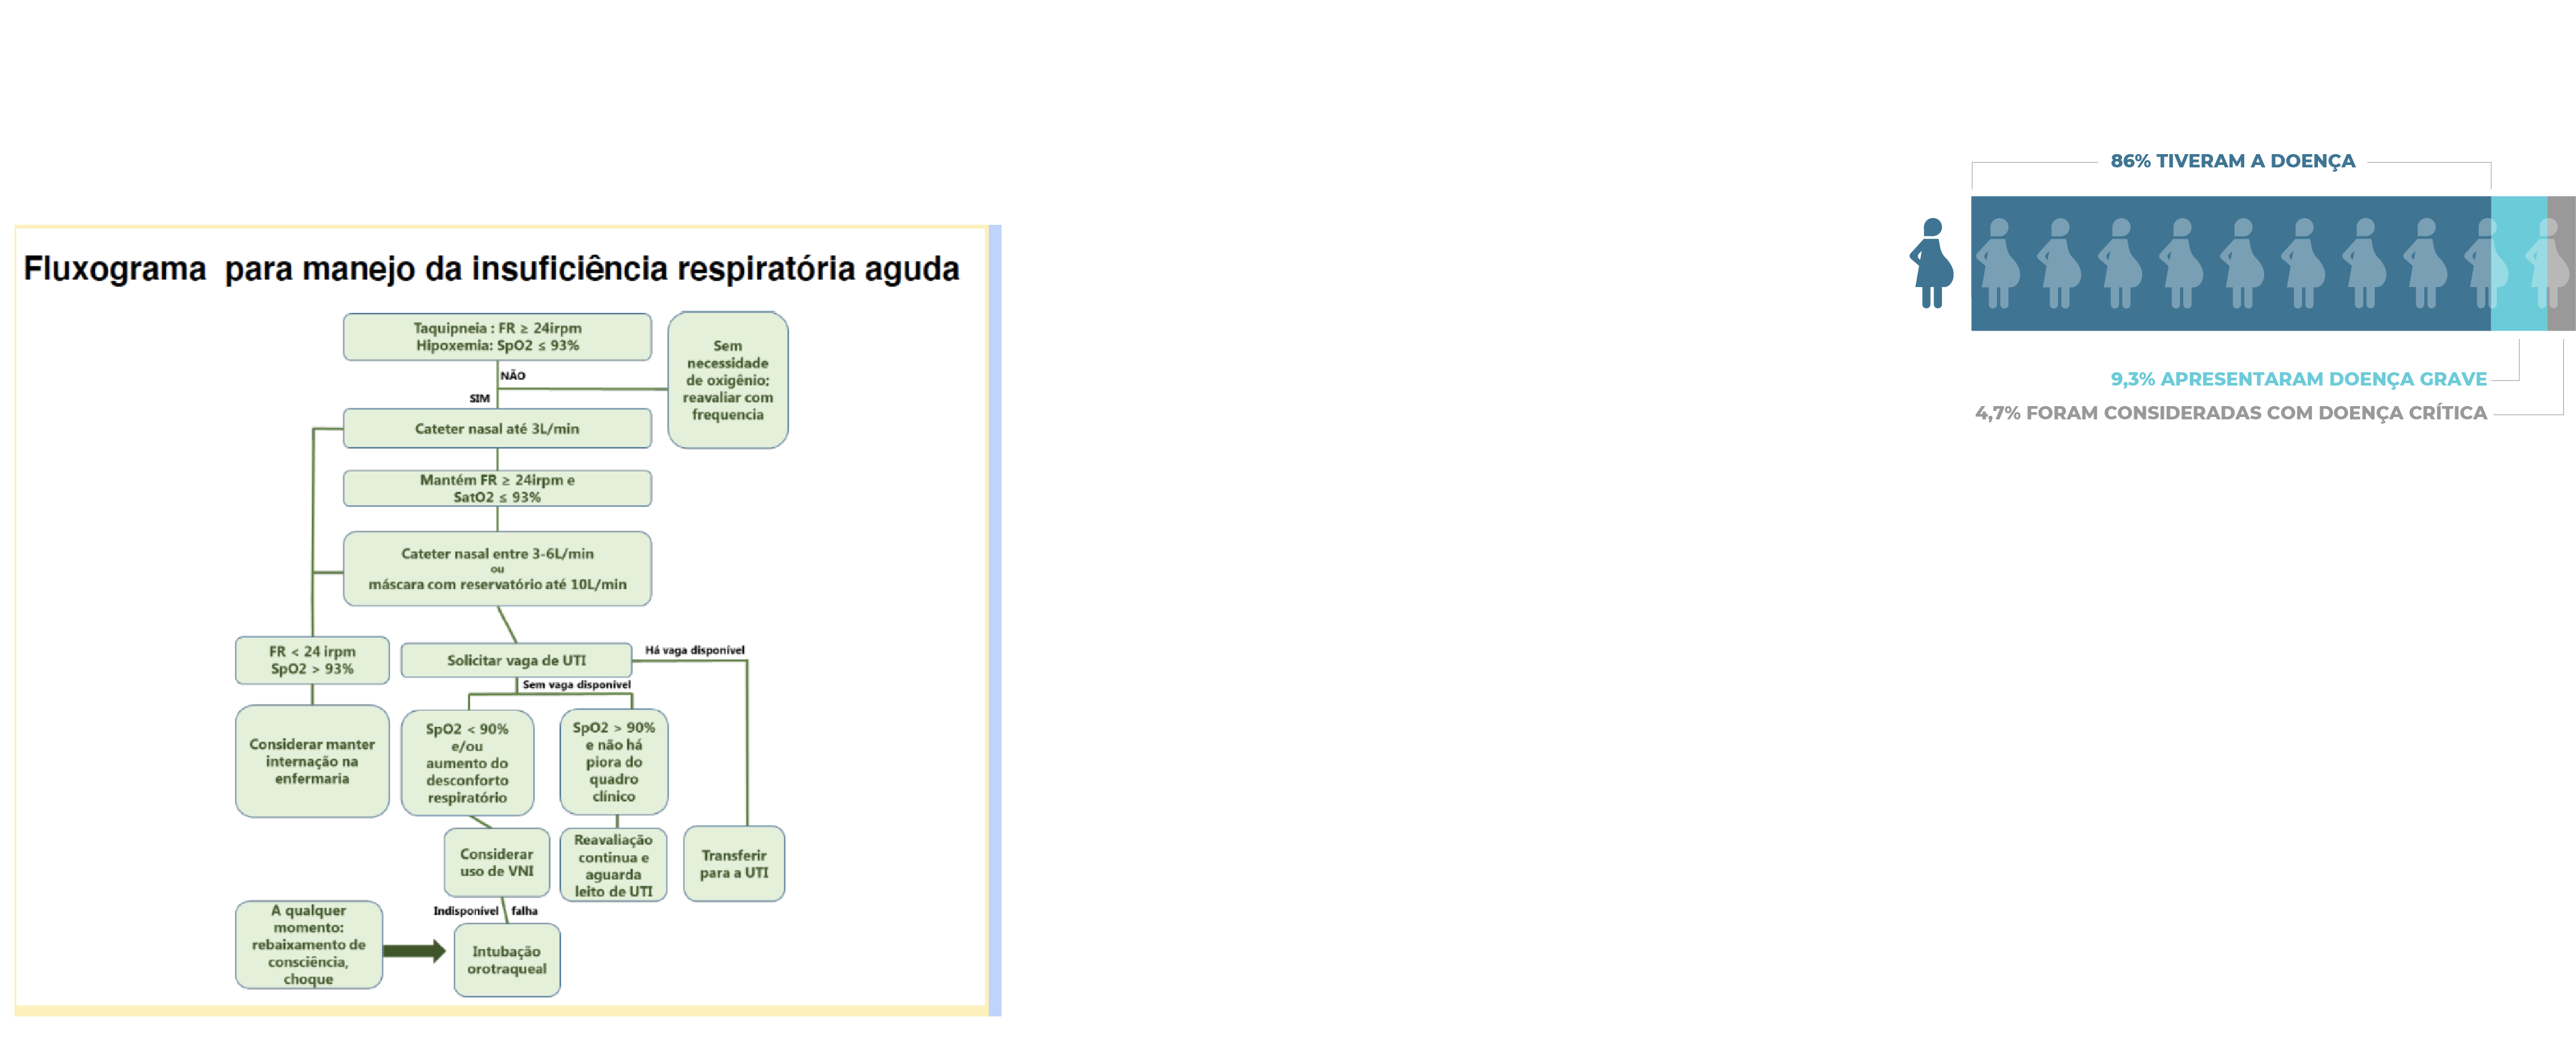 Fluxograma para manejo da insuficiência respiratória aguda
Taquipneia : FR ≥ 24irpm
Hipoxemia: SpO2 ≤ 93%
Sem
necessidade
de oxigênio;
reavaliar com
frequencia
NÃO
SIM
Cateter nasal até 3L/min
Mantém FR ≥ 24irpm e
SatO2 ≤ 93%
Cateter nasal entre 3-6L/min
ou
máscara com reservatório até 10L/min
FR < 24 irpm
SpO2 > 93%
Solicitar vaga de UTI
Há vaga disponível
Sem vaga disponível
Considerar manter
internação na
enfermaria
SpO2 < 90%
e/ou
aumento do
desconforto
respiratório
SpO2 > 90%
e não há
piora do
quadro
clínico
Considerar
uso de VNI
Reavaliação
continua e
aguarda
leito de UTI
Transferir
para a UTI
Indisponível falha
A qualquer
momento:
rebaixamento de
consciência,
choque
Intubação
orotraqueal
86% TIVERAM A DOENÇA
9,3% APRESENTARAM DOENÇA GRAVE
4,7% FORAM CONSIDERADAS COM DOENÇA CRÍTICA